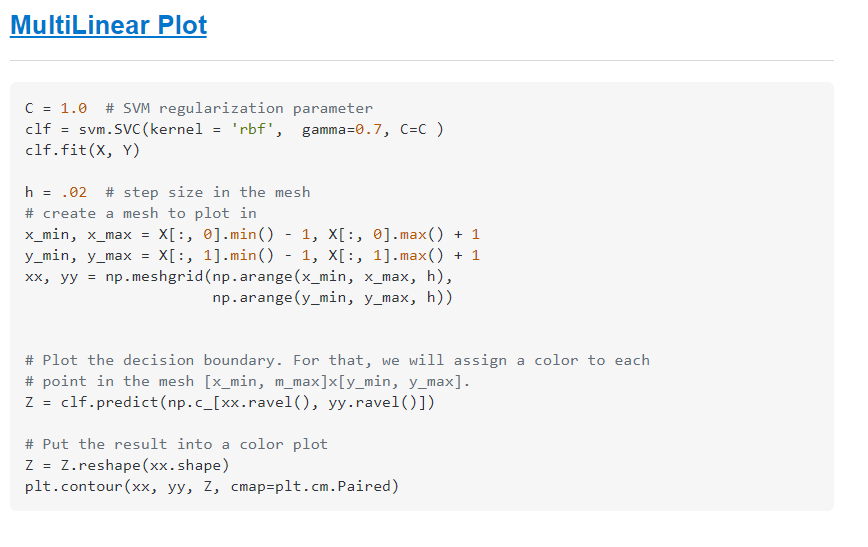 MultiLinear Plot
C = 1.0  # SVM regularization parameter
clf = svm.SVC(kernel = 'rbf',  gamma=0.7, C=C )
clf.fit(X, Y)
h = .02  # step size in the mesh
# create a mesh to plot in
x_min, x_max = X[:, 0].min() - 1, X[:, 0].max() + 1
y_min, y_max = X[:, 1].min() - 1, X[:, 1].max() + 1
xx, yy = np.meshgrid(np.arange(x_min, x_max, h),
                     np.arange(y_min, y_max, h))
# Plot the decision boundary. For that, we will assign a color to each
# point in the mesh [x_min, m_max]x[y_min, y_max].
Z = clf.predict(np.c_[xx.ravel(), yy.ravel()])
# Put the result into a color plot
Z = Z.reshape(xx.shape)
plt.contour(xx, yy, Z, cmap=plt.cm.Paired)